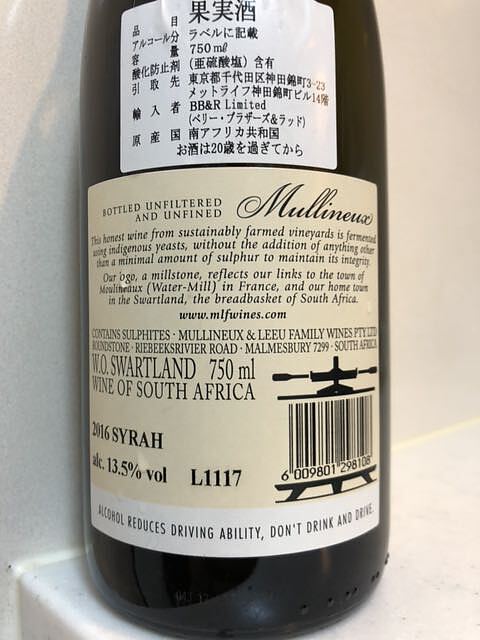 品目 果実酒
アルコール分 ラベルに記載
容量 750㎖
酸化防止剤 (亜硫酸塩)含有
引取先 東京都千代田区神田錦町3-23
メットライフ神田錦町ビル14階
輸入者 BB&R Limited
(ベリー・ブラザーズ&ラッド)
原産国 南アフリカ共和国
お酒は20歳を過ぎてから
BOTTLED UNFILTERED
AND UNFINED
Mullineux
This honest wine from sustainably farmed vineyards is fermented
using indigenous yeasts, without the addition of anything other
than a minimal amount of sulphur to maintain its integrity.
Our logo, a millstone, reflects our links to the town of
Moulineaux (Water-Mill) in France, and our home town
in the Swartland, the breadbasket of South Africa.
www.mlfwines.com
CONTAINS SULPHITES · MULLINEUX & LEEU FAMILY WINES PTY LTD
ROUNDSTONE · RIEBEEKSRIVIER ROAD · MALMESBURY 7299 · SOUTH AFRICA
W.O. SWARTLAND 750 ml
WINE OF SOUTH AFRICA
2016 SYRAH
alc. 13.5% vol L1117
6 009801 298108
ALCOHOL REDUCES DRIVING ABILITY, DON'T DRINK AND DRIVE.